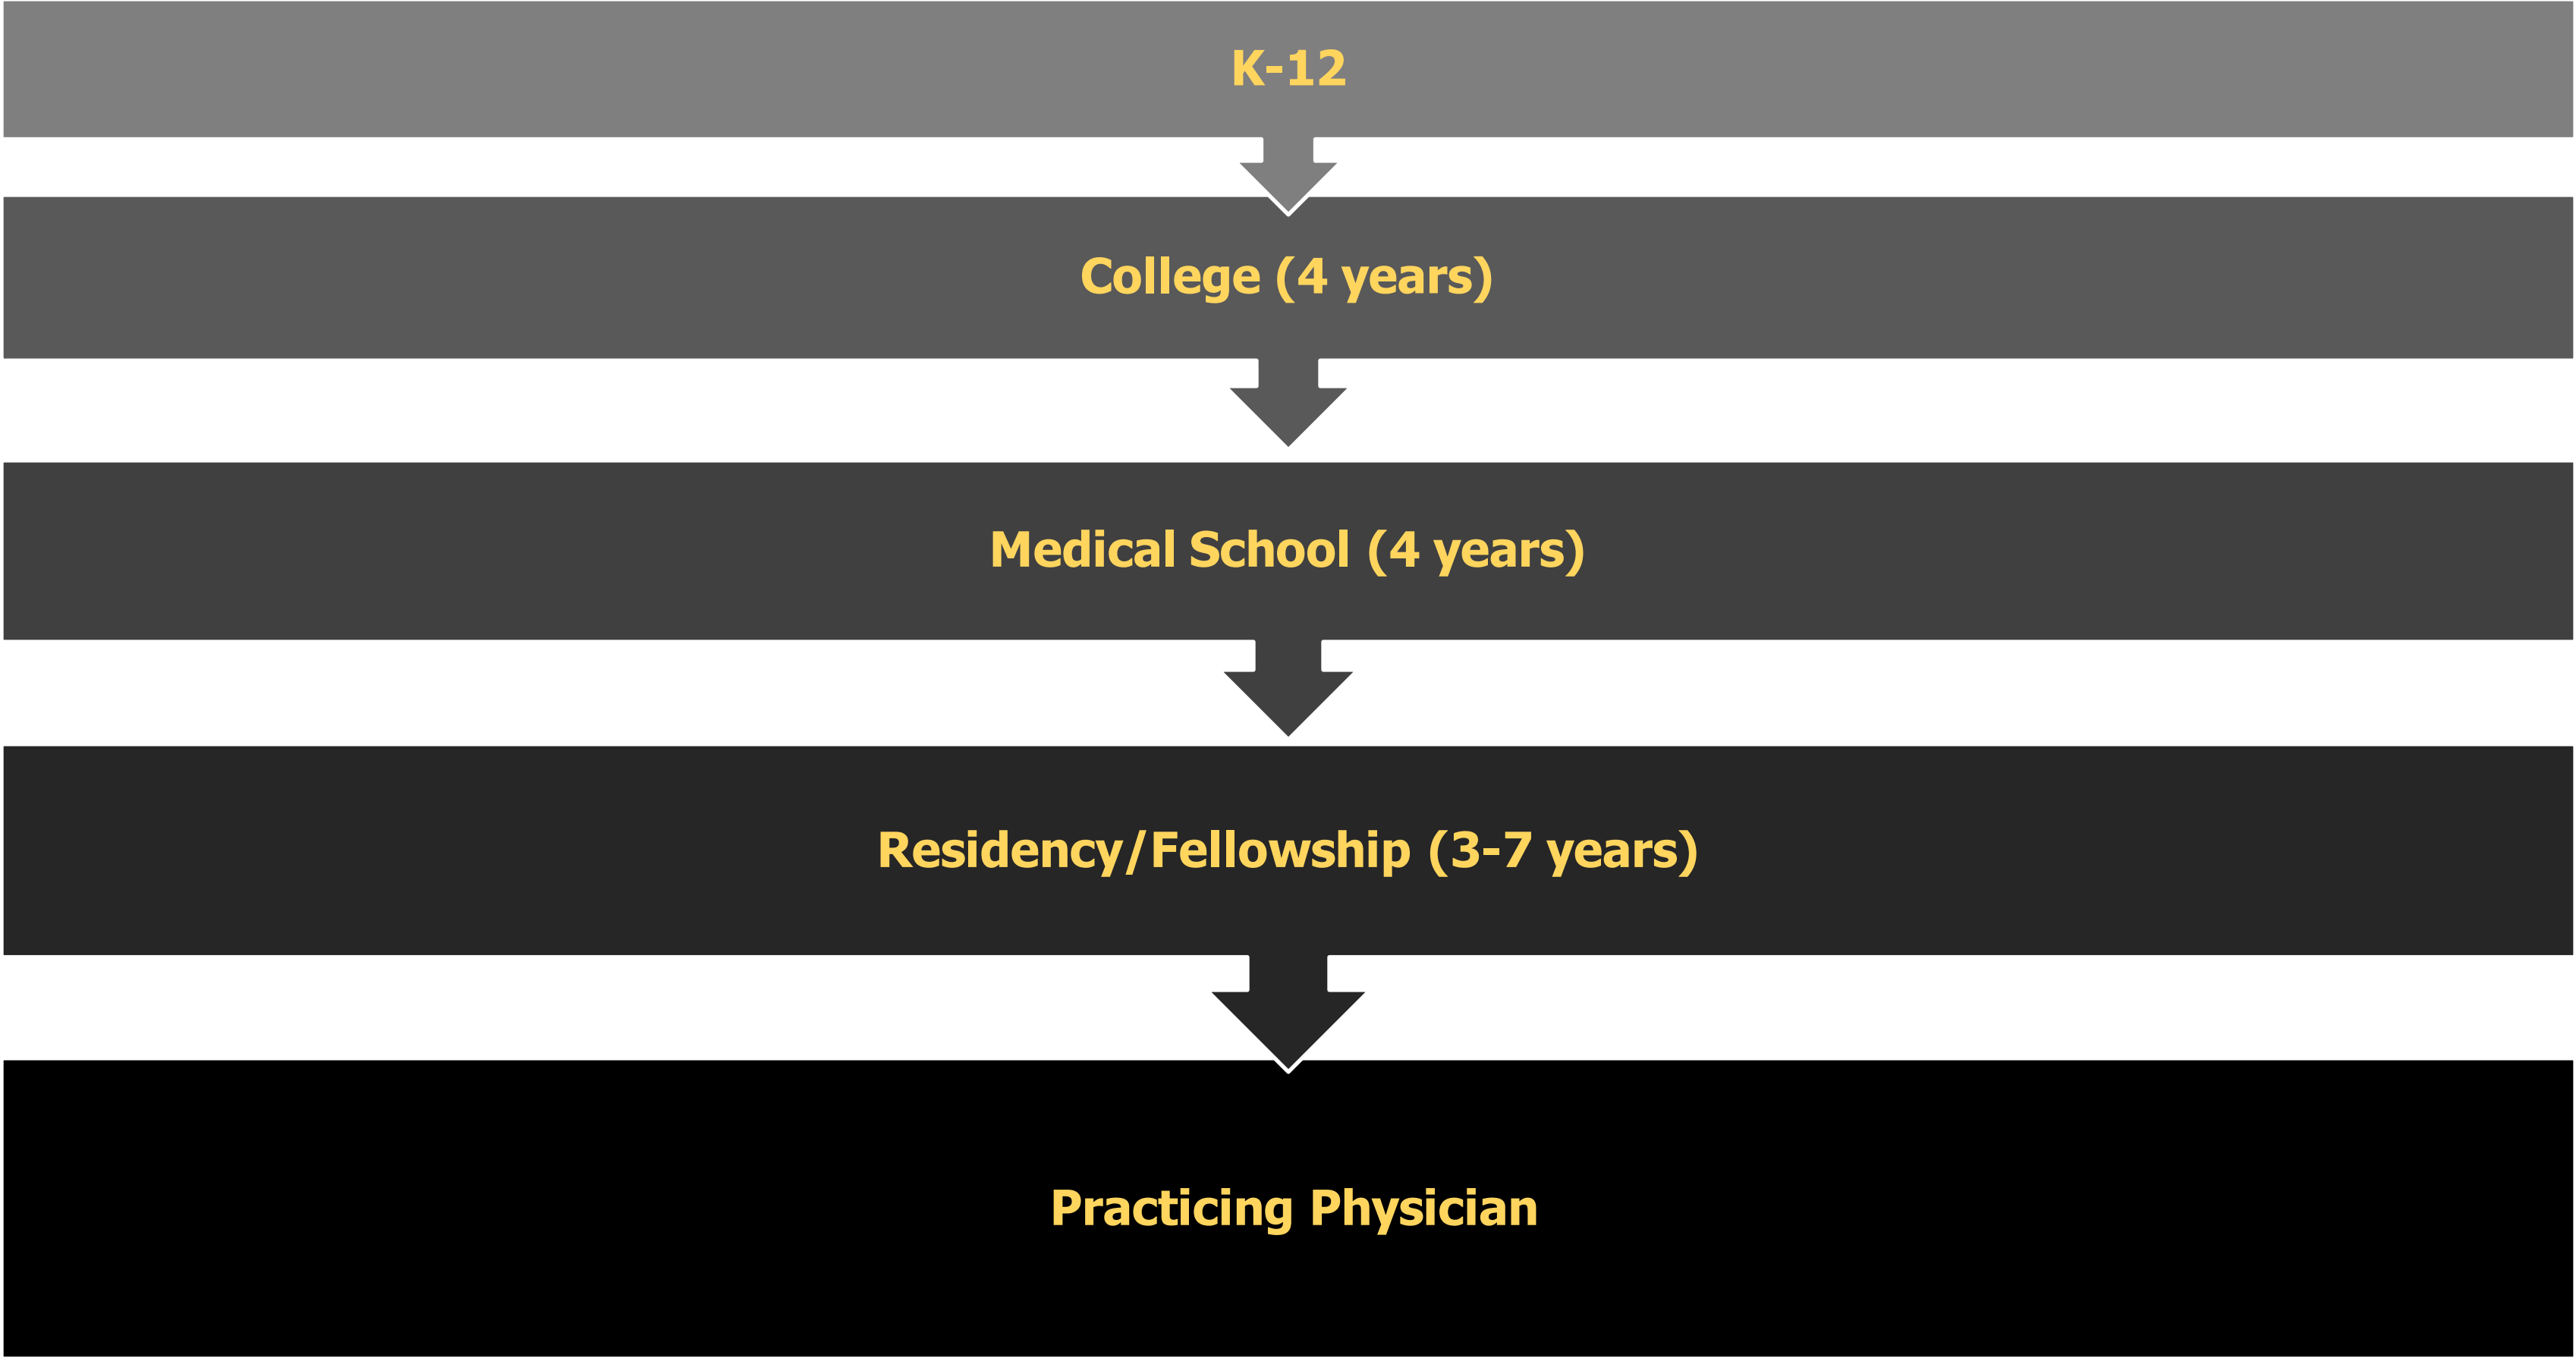 K-12
College (4 years)
Medical School (4 years)
Residency/Fellowship (3-7 years)
Practicing Physician